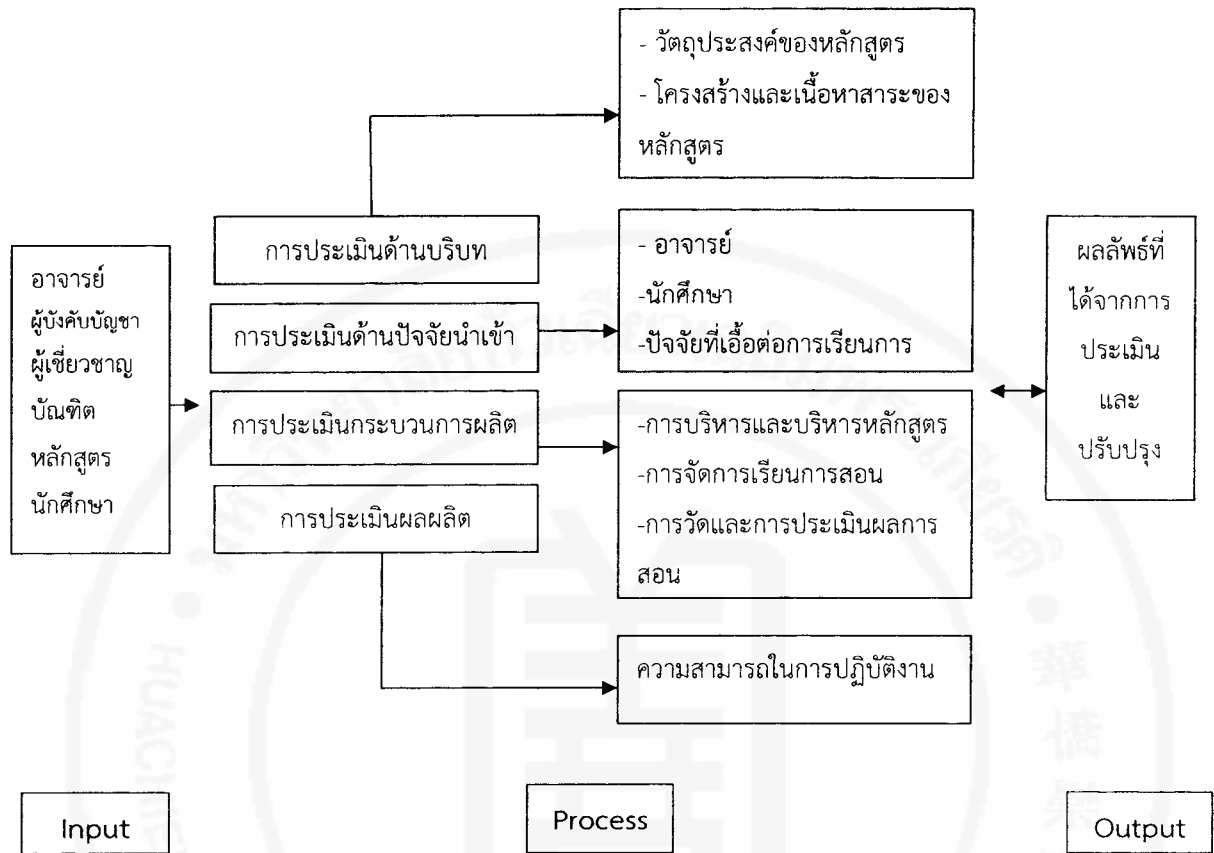 - วัตถุประสงค์ของหลักสูตร
- โครงสร้างและเนื้อหาสาระของ
หลักสูตร
อาจารย์
ผู้บังคับบัญชา
ผู้เชี่ยวชาญ
บัณฑิต
หลักสูตร
นักศึกษา
การประเมินด้านบริบท
การประเมินด้านปัจจัยนำเข้า
การประเมินกระบวนการผลิต
การประเมินผลผลิต
- อาจารย์
-นักศึกษา
-ปัจจัยที่เอื้อต่อการเรียนการ
-การบริหารและบริหารหลักสูตร
-การจัดการเรียนการสอน
-การวัดและการประเมินผลการ
สอน
ความสามารถในการปฏิบัติงาน
ผลลัพธ์ที่
ได้จากการ
ประเมิน
และ
ปรับปรุง
Input
Process
Output